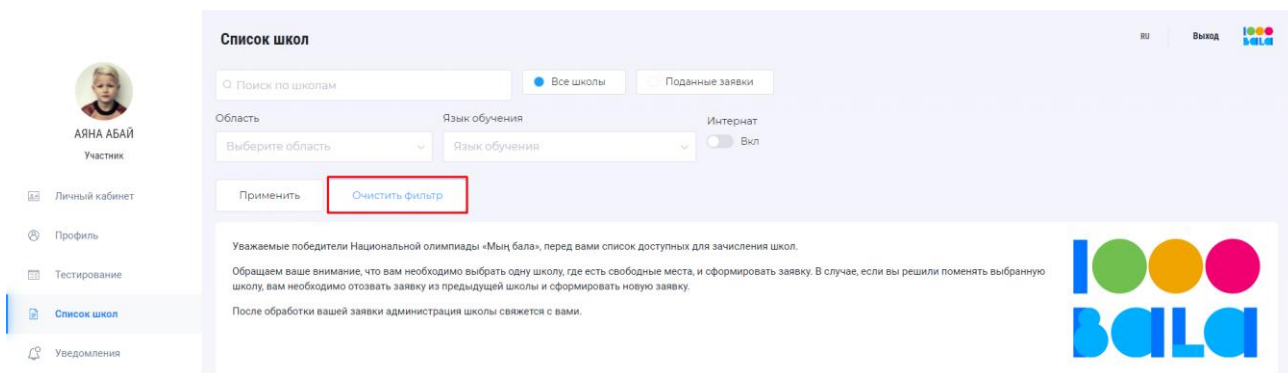 Список школ
RU
Выход
1000
bala
Поиск по школам
Все школы
Поданные заявки
АЯНА АБАЙ
Участник
Область
Язык обучения
Интернат
Выберите область
Язык обучения
Вкл
Применить
Очистить фильтр
Личный кабинет
Профиль
Тестирование
Список школ
Уведомления
Уважаемые победители Национальной олимпиады «Мың бала», перед вами список доступных для зачисления школ.
Обращаем ваше внимание, что вам необходимо выбрать одну школу, где есть свободные места, и сформировать заявку. В случае, если вы решили поменять выбранную
школу, вам необходимо отозвать заявку из предыдущей школы и сформировать новую заявку.
После обработки вашей заявки администрация школы свяжется с вами.
1000
bala